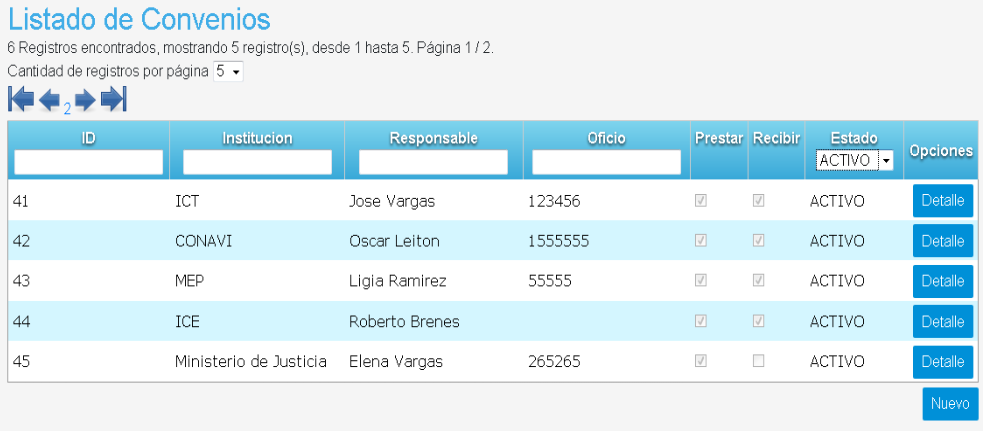 Listado de Convenios
6 Registros encontrados, mostrando 5 registro(s), desde 1 hasta 5. Página 1 / 2.
Cantidad de registros por página 5
2
ID Institucion Responsable Oficio Prestar Recibir Estado Opciones
ACTIVO
41 ICT Jose Vargas 123456 ACTIVO Detalle
42 CONAVI Oscar Leiton 1555555 ACTIVO Detalle
43 MEP Ligia Ramirez 55555 ACTIVO Detalle
44 ICE Roberto Brenes ACTIVO Detalle
45 Ministerio de Justicia Elena Vargas 265265 ACTIVO Detalle
Nuevo